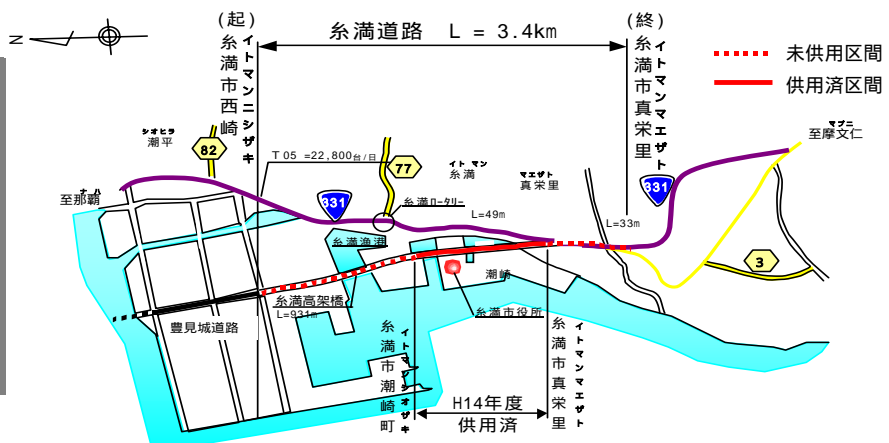 N
(起)
糸満市西崎
イトマンニシザキ
糸満道路 L = 3.4km
(終)
糸満市真栄里
イトマンマエザト
未供用区間
供用済区間
シオヒラ
潮平
82
T 05 =22,800台/日
77
イトマン
糸満
マエザト
真栄里
331
マブニ
至摩文仁
ナハ
至那覇
331
糸満ロータリー
L=49m
L=33m
糸満漁港
3
潮崎
糸満高架橋
L=931m
糸満市役所
豊見城道路
糸満市潮崎町
イトマンシオザキ
H14年度
供用済
糸満市真栄里
イトマンマエザト